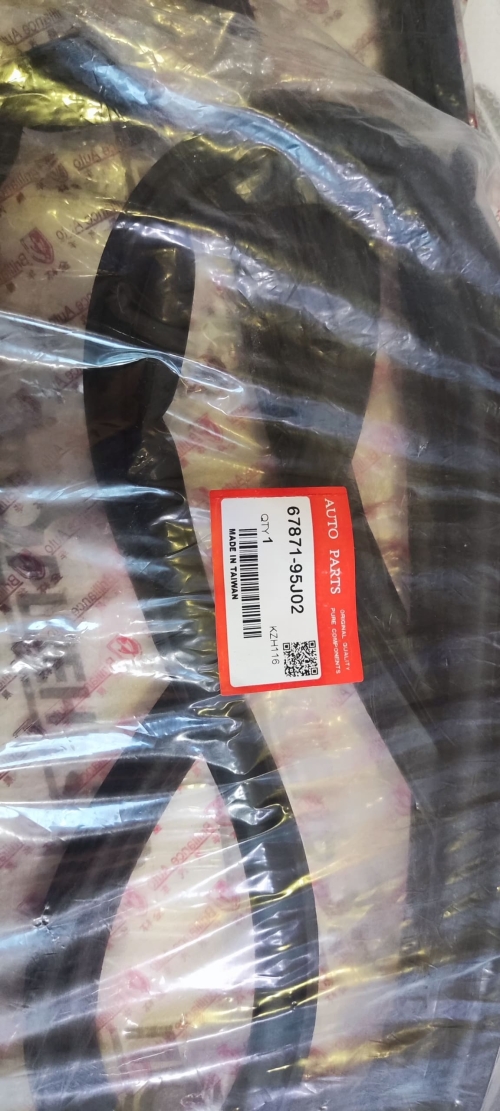 AUTO PARTS
ORIGINAL QUALITY
PURE COMPONENTS
67871-95J02
QTY 1
KZH116
MADE IN TAIWAN